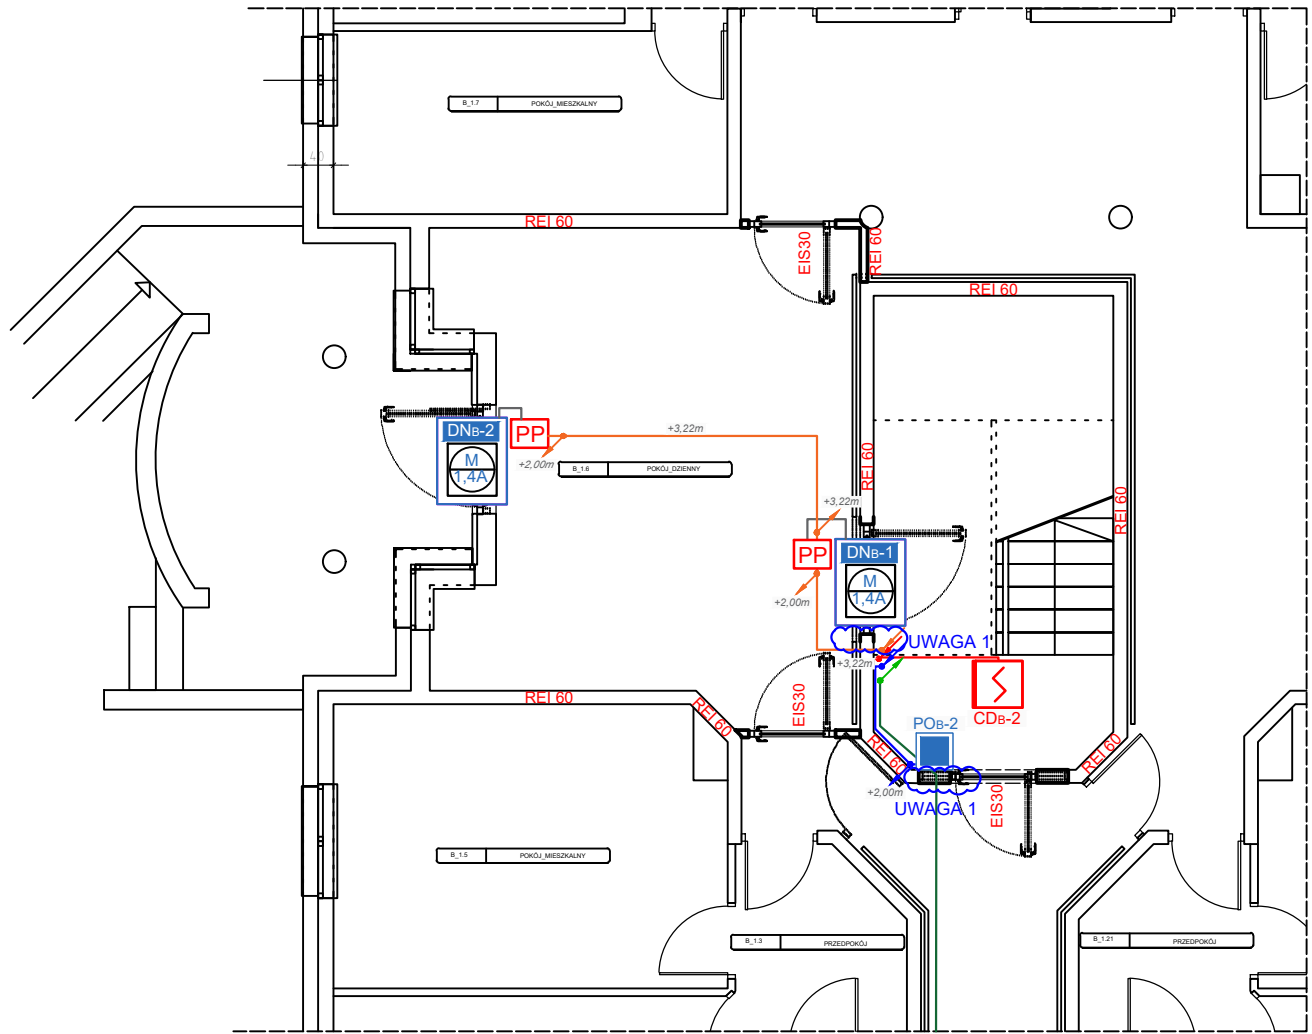 B_1.7 POKÓJ_MIESZKALNY
40
REI 60
EIS30
REI 60
REI 60
DNB-2
PP
+3,22m
M
1,4A
+2,00m
B_1.6 POKÓJ_DZIENNY
REI 60
REI 60
+3,22m
PP
DNB-1
M
1,4A
+2,00m
UWAGA 1
+3,22m
CDB-2
REI 60
REI 60
EIS30
POB-2
REI 60
REI 60
+2,00m
UWAGA 1
EIS30
B_1.5 POKÓJ_MIESZKALNY
B_1.3 PRZEDPOKÓJ
B_1.21 PRZEDPOKÓJ